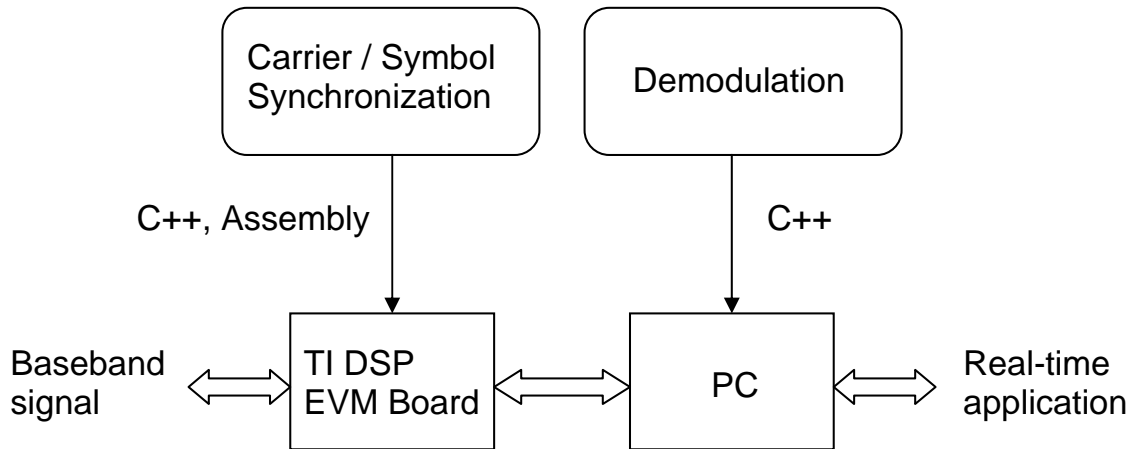 Carrier / Symbol
Synchronization
Demodulation
C++, Assembly
C++
Baseband
signal
TI DSP
EVM Board
PC
Real-time
application